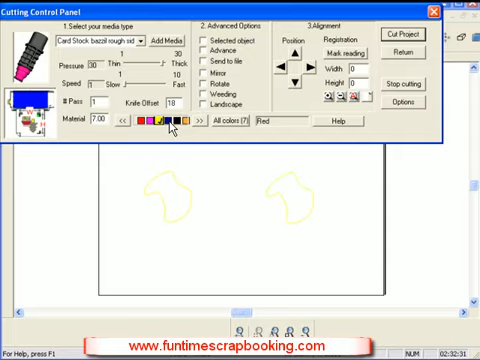 Cutting Control Panel
1.Select your media type
2. Advanced Options
3.Alignment
Card Stock bazzil rough sid
Add Media
Selected object
Position
Registration
Cut Project
30
Advance
Mark reading
Return
Pressure 30 Thin
Thick
Send to file
1
10
Mirror
Width 0
Speed 1 Slow
Fast
Rotate
Height 0
Stop cutting
# Pass 1
Knife Offset 18
Weeding
Options
Landscape
Material 7.00
<<
>>
All colors (7)
Red
Help
For Help, press F1
NUM
02:32:31
www.funtimescrapbooking.com